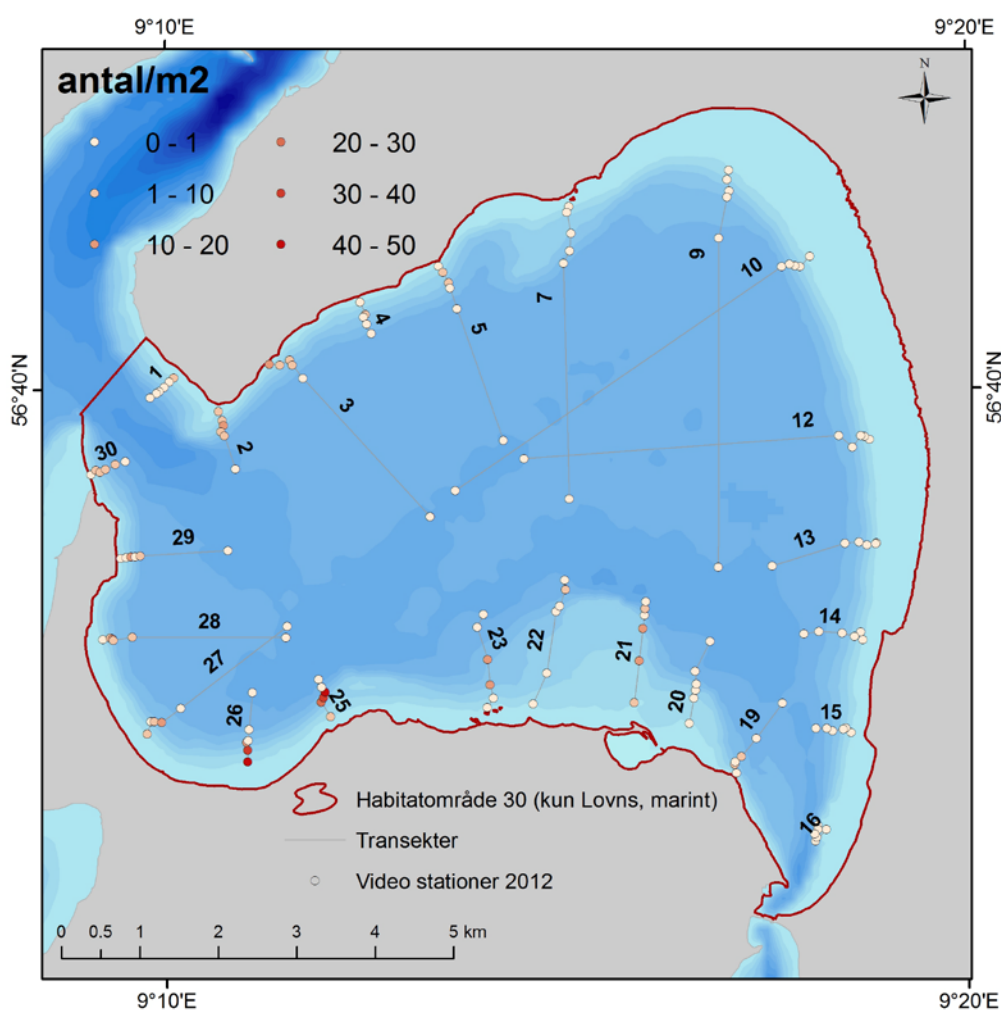 9°10'E
9°20'E
antal/m2
N
0 - 1
20 - 30
1 - 10
30 - 40
10 - 20
40 - 50
9
10
7
4
5
1
3
56°40'N
56°40'N
12
2
30
29
13
28
14
23
22
21
27
20
25
26
19
15
16
Habitatområde 30 (kun Lovns, marint)
Transekter
Video stationer 2012
0 0.5 1 2 3 4 5 km
9°10'E
9°20'E